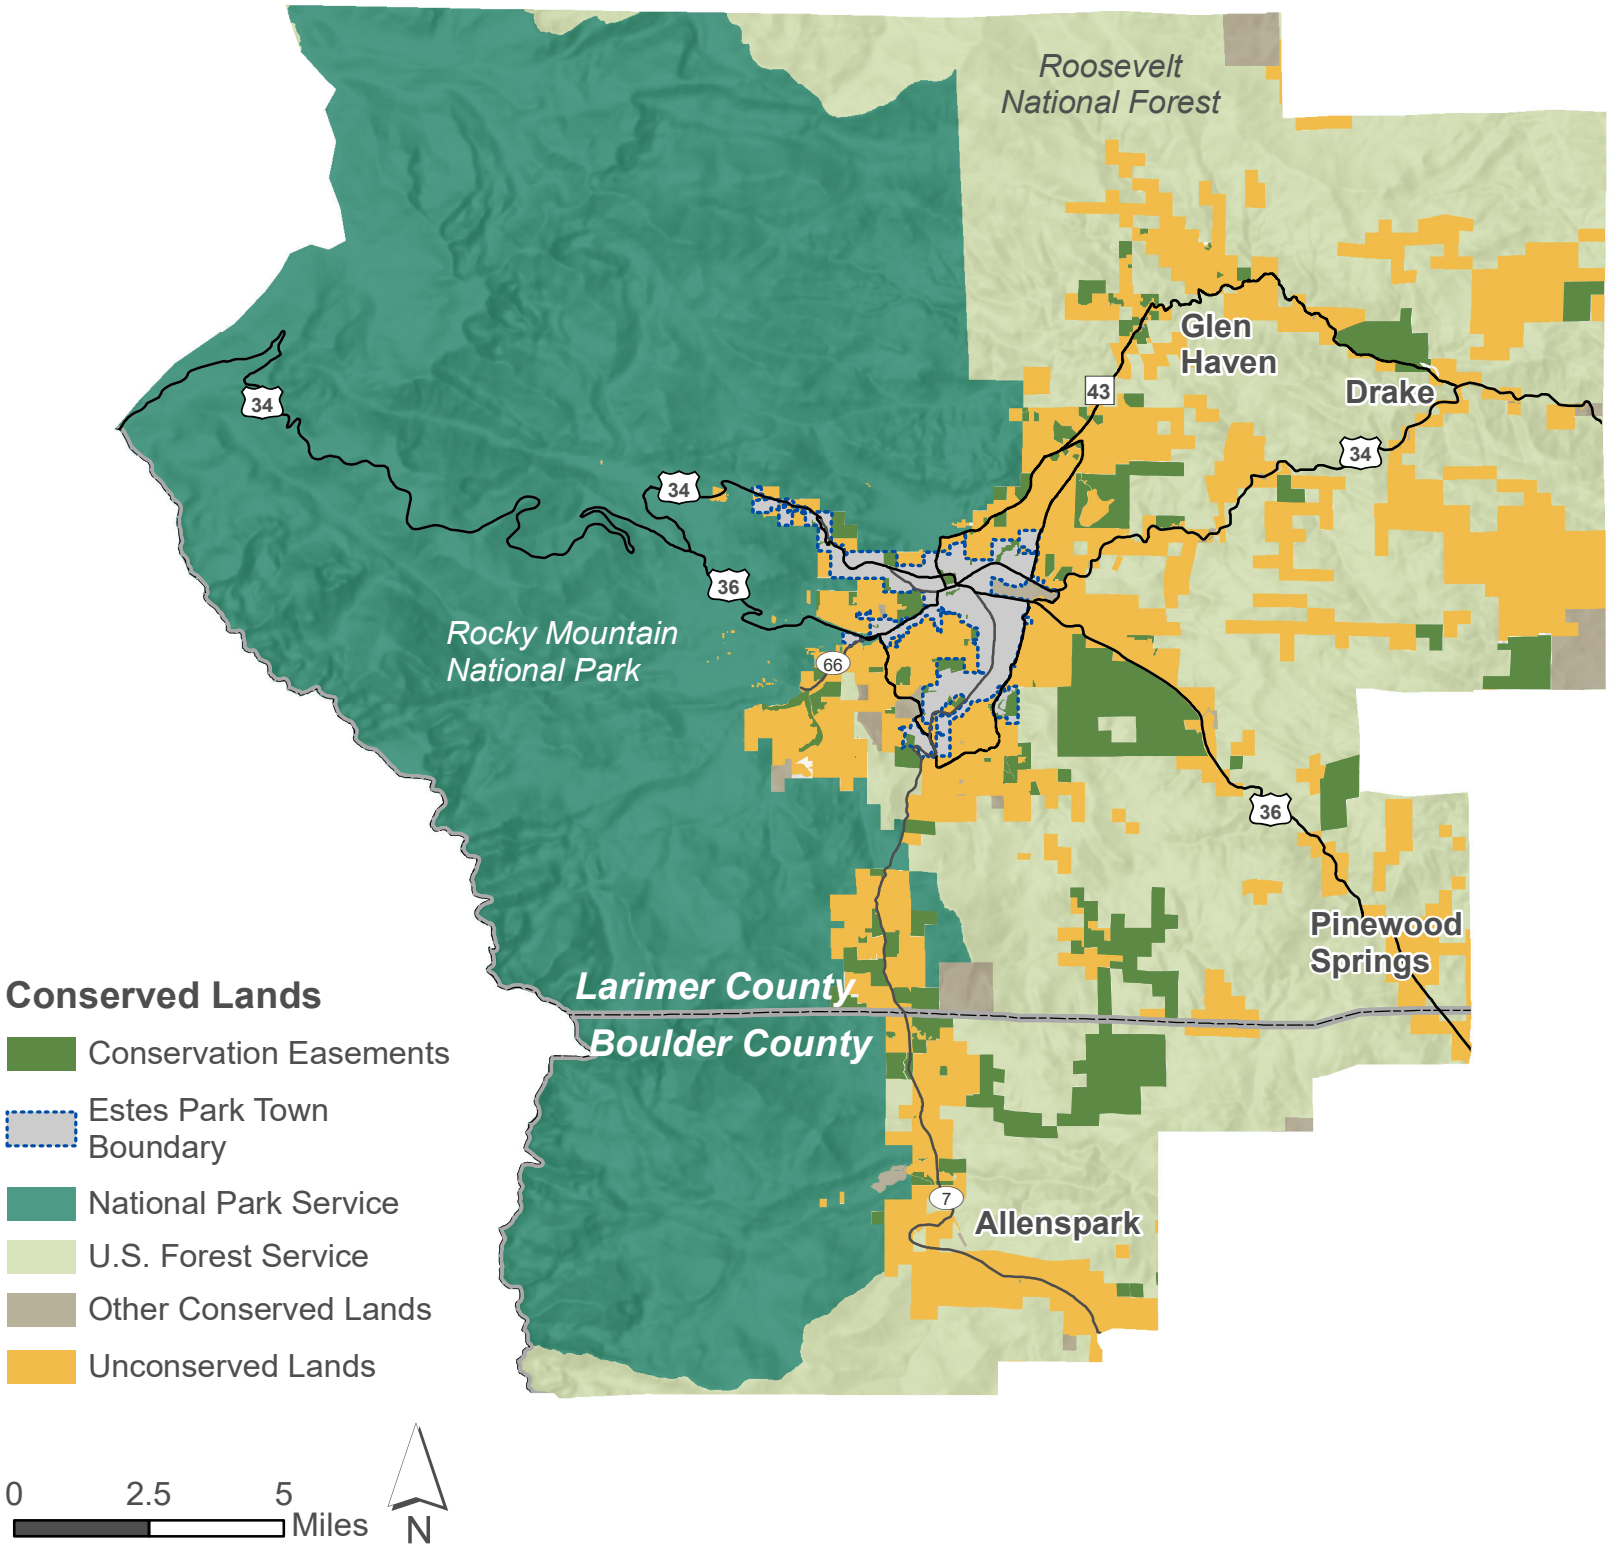 Roosevelt
National Forest
Glen
Haven
43
Drake
34
34
34
36
Rocky Mountain
National Park
66
36
Pinewood
Springs
Larimer County
Boulder County
7
Allenspark
Conserved Lands
Conservation Easements
Estes Park Town
Boundary
National Park Service
U.S. Forest Service
Other Conserved Lands
Unconserved Lands
0 2.5 5
Miles
N